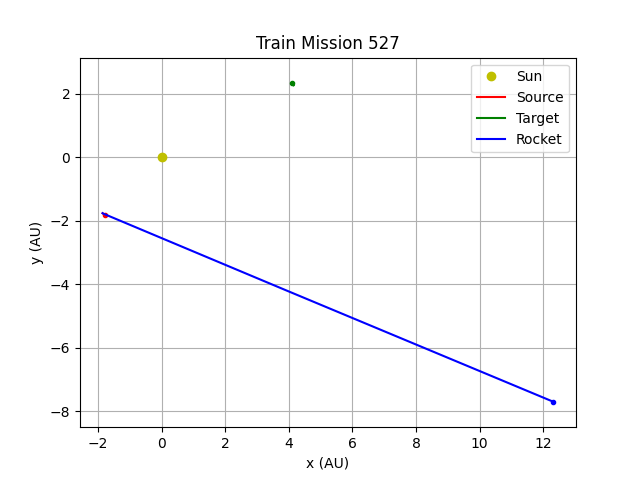 Train Mission 527
Sun
Source
Target
Rocket
2
0
−2
−4
−6
−8
y (AU)
−2
0
2
4
6
8
10
12
x (AU)